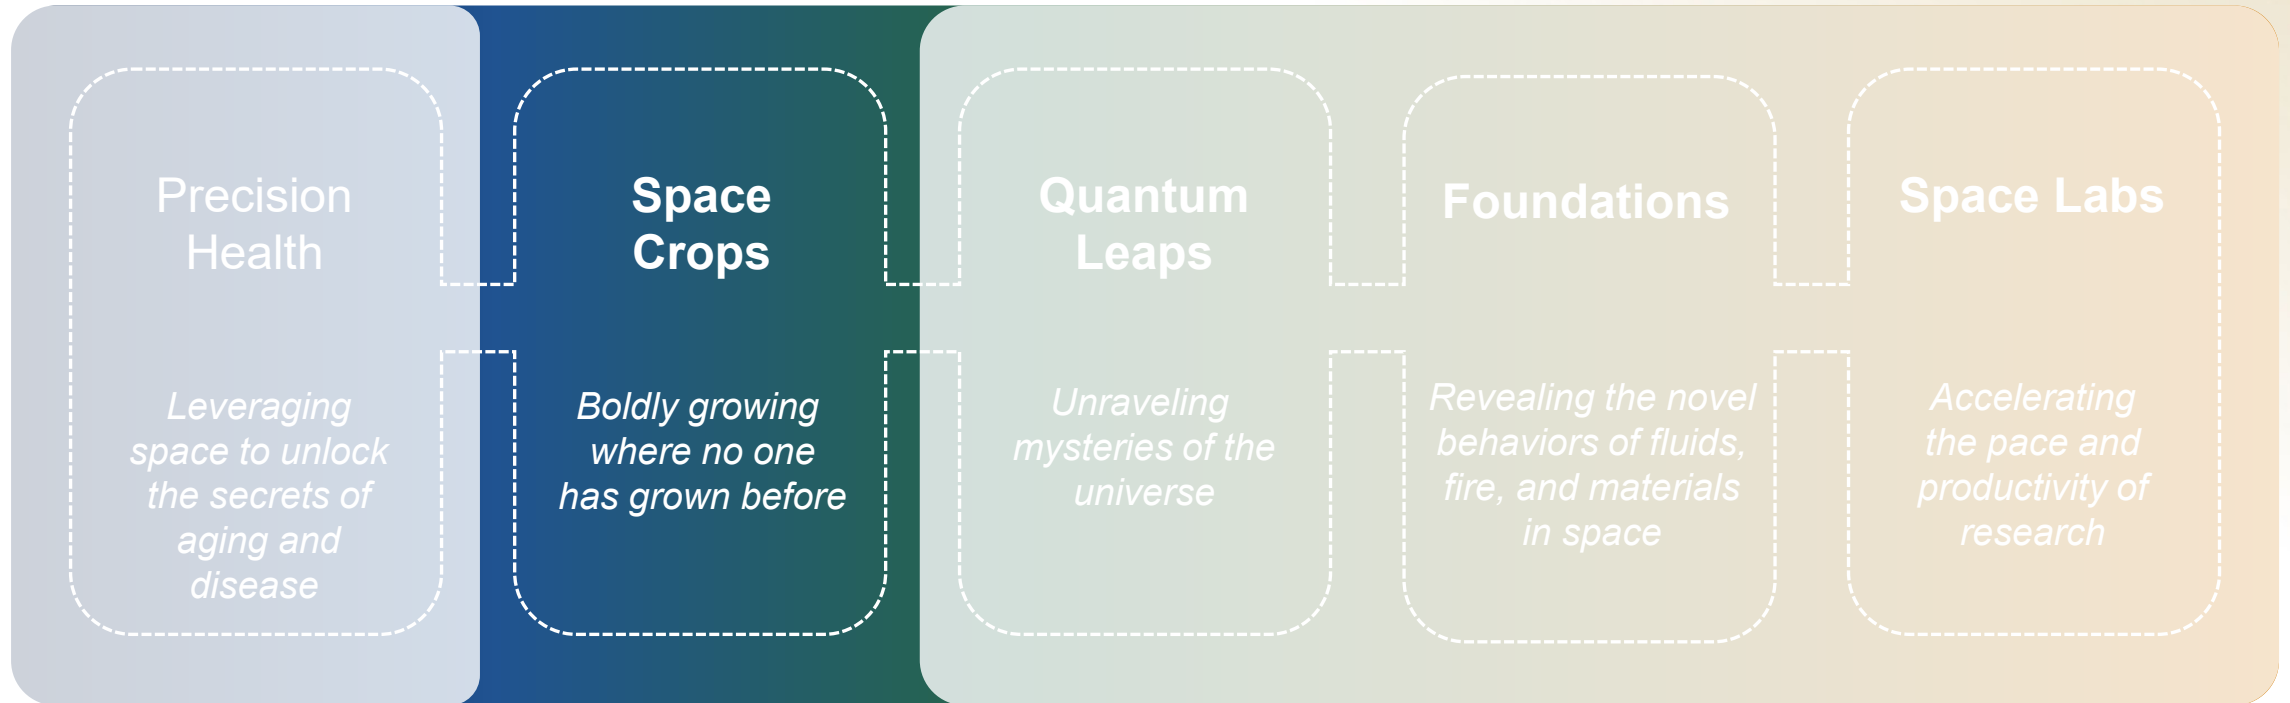 Precision
Health
Leveraging
space to unlock
the secrets of
aging and
disease
Space
Crops
Boldly growing
where no one
has grown before
Quantum
Leaps
Unraveling
mysteries of the
universe
Foundations
Revealing the novel
behaviors of fluids,
fire, and materials
in space
Space Labs
Accelerating
the pace and
productivity of
research